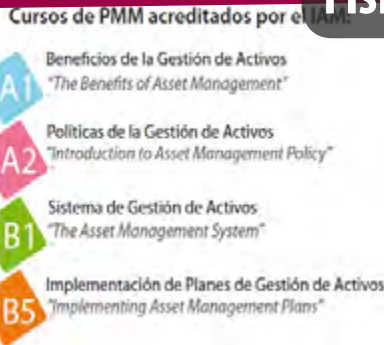 Cursos de PMM acreditados por el IAM:
A1
Beneficios de la Gestión de Activos
"The Benefits of Asset Management"
A2
Políticas de la Gestión de Activos
"Introduction to Asset Management Policy"
B1
Sistema de Gestión de Activos
"The Asset Management System"
B5
Implementación de Planes de Gestión de Activos
"Implementing Asset Management Plans"